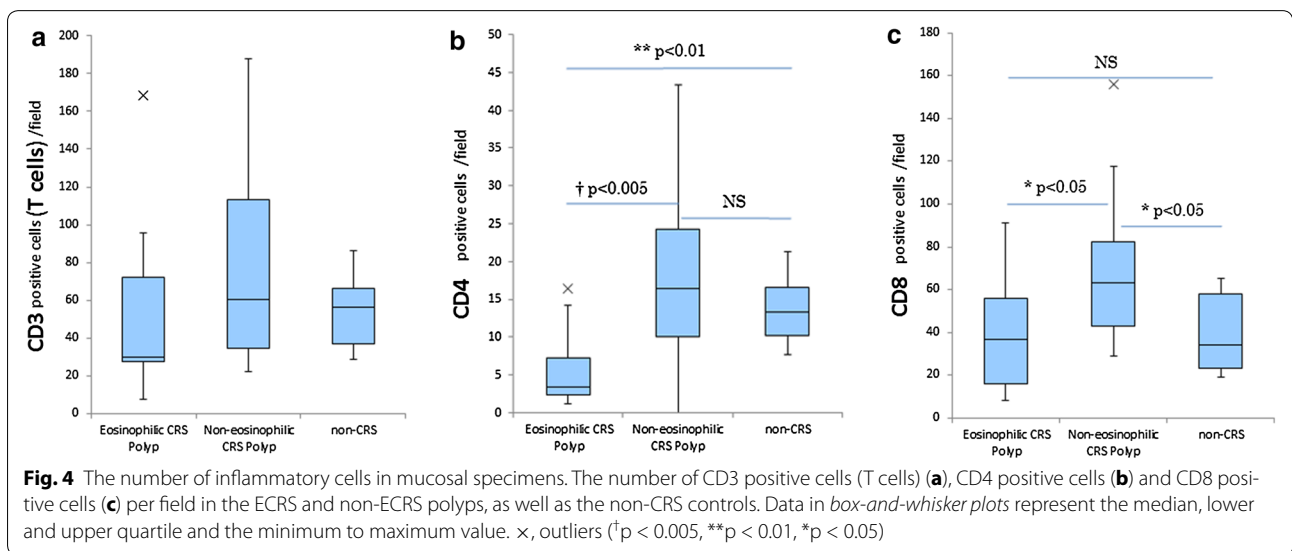 a
CD3 positive cells (T cells) /field
200
180
160
140
120
100
80
60
40
20
0
×
Eosinophilic CRS
Polyp
Non-eosinophilic
CRS Polyp
non-CRS
b
CD4 positive cells /field
50
45
40
35
30
25
20
15
10
5
0
** p<0.01
† p<0.005
NS
×
Eosinophilic CRS
Polyp
Non-eosinophilic
CRS Polyp
non-CRS
c
CD8 positive cells /field
180
160
140
120
100
80
60
40
20
0
NS
×
* p<0.05
* p<0.05
Eosinophilic CRS
Polyp
Non-eosinophilic
CRS Polyp
non-CRS
Fig. 4 The number of inflammatory cells in mucosal specimens. The number of CD3 positive cells (T cells) (a), CD4 positive cells (b) and CD8 posi-
tive cells (c) per field in the ECRS and non-ECRS polyps, as well as the non-CRS controls. Data in box-and-whisker plots represent the median, lower
and upper quartile and the minimum to maximum value. ×, outliers (†p < 0.005, **p < 0.01, *p < 0.05)